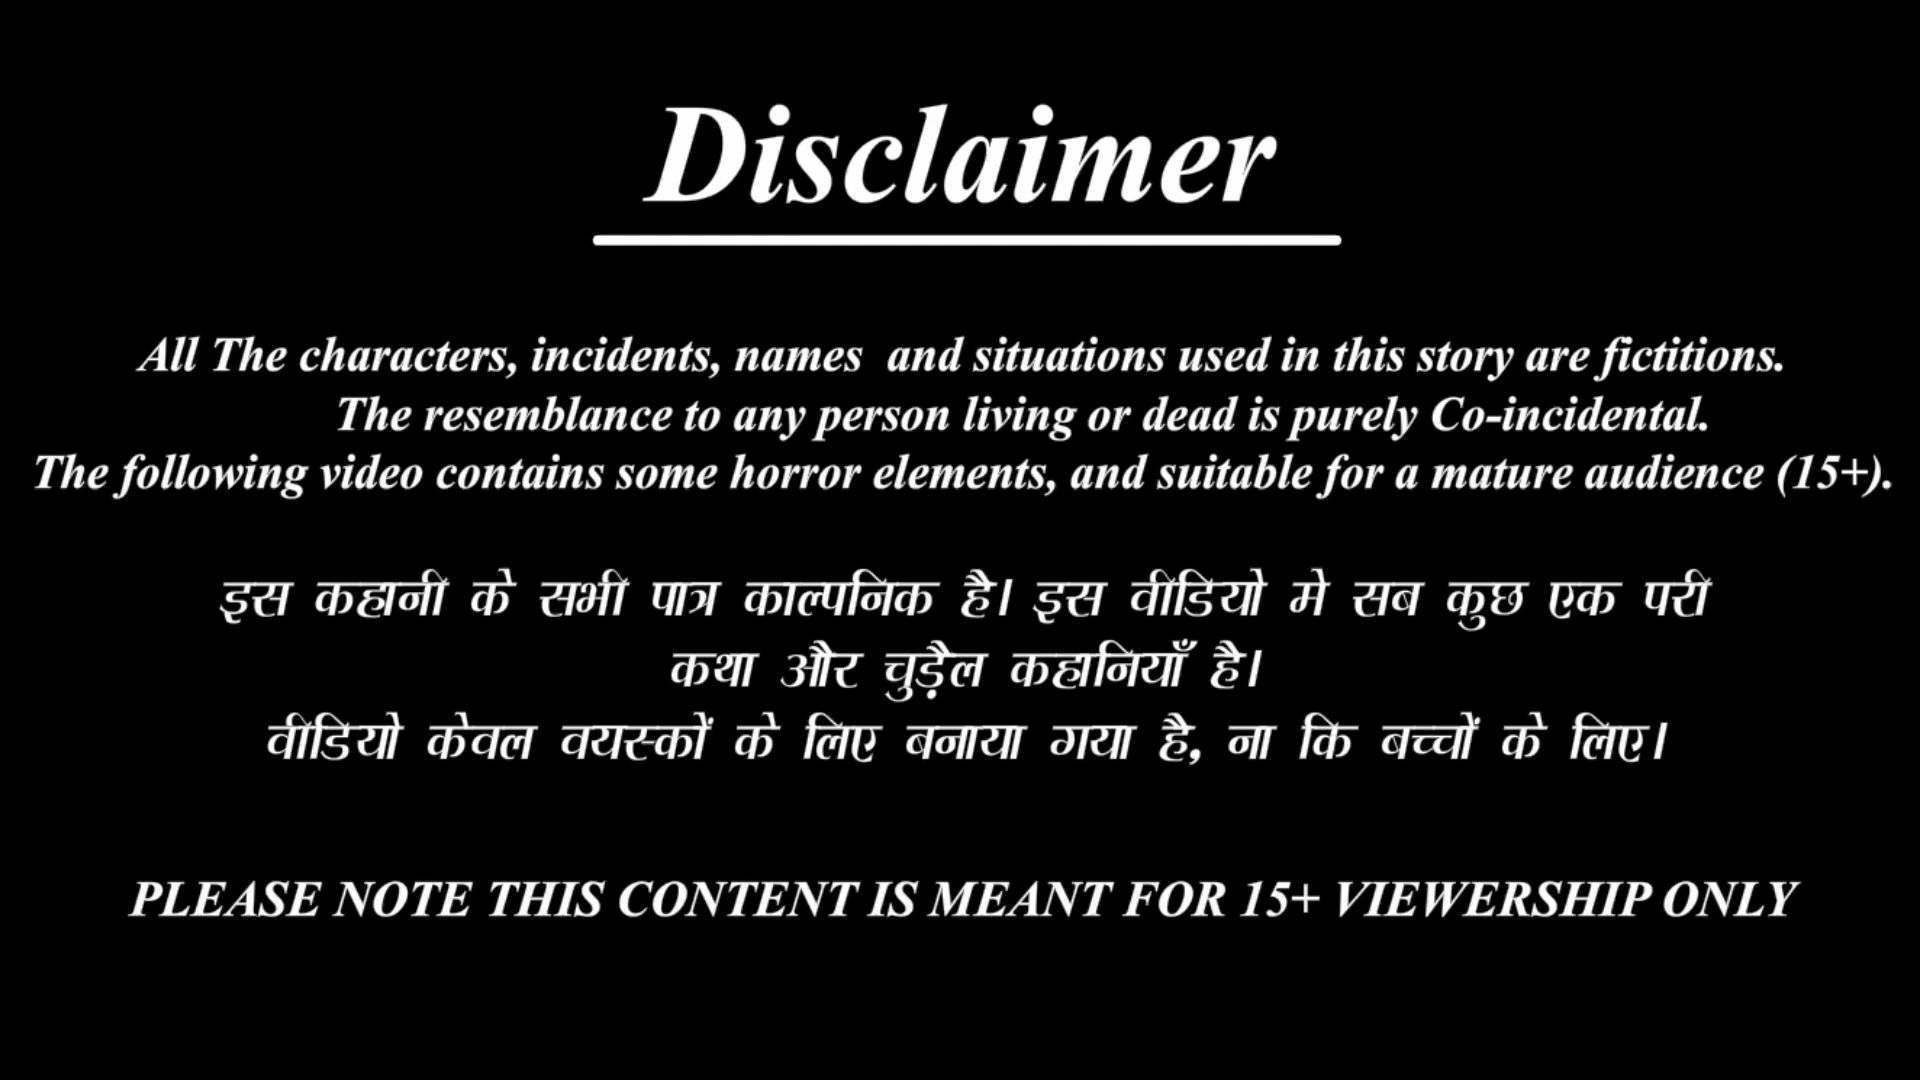 Disclaimer
All The characters, incidents, names and situations used in this story are fictitions.
The resemblance to any person living or dead is purely Co-incidental.
The following video contains some horror elements, and suitable for a mature audience (15+).
इस कहानी के सभी पात्र काल्पनिक है। इस वीडियो मे सब कुछ एक परी
कथा और चुड़ैल कहानियाँ है।
वीडियो केवल वयस्कों के लिए बनाया गया है, ना कि बच्चों के लिए।
PLEASE NOTE THIS CONTENT IS MEANT FOR 15+ VIEWERSHIP ONLY